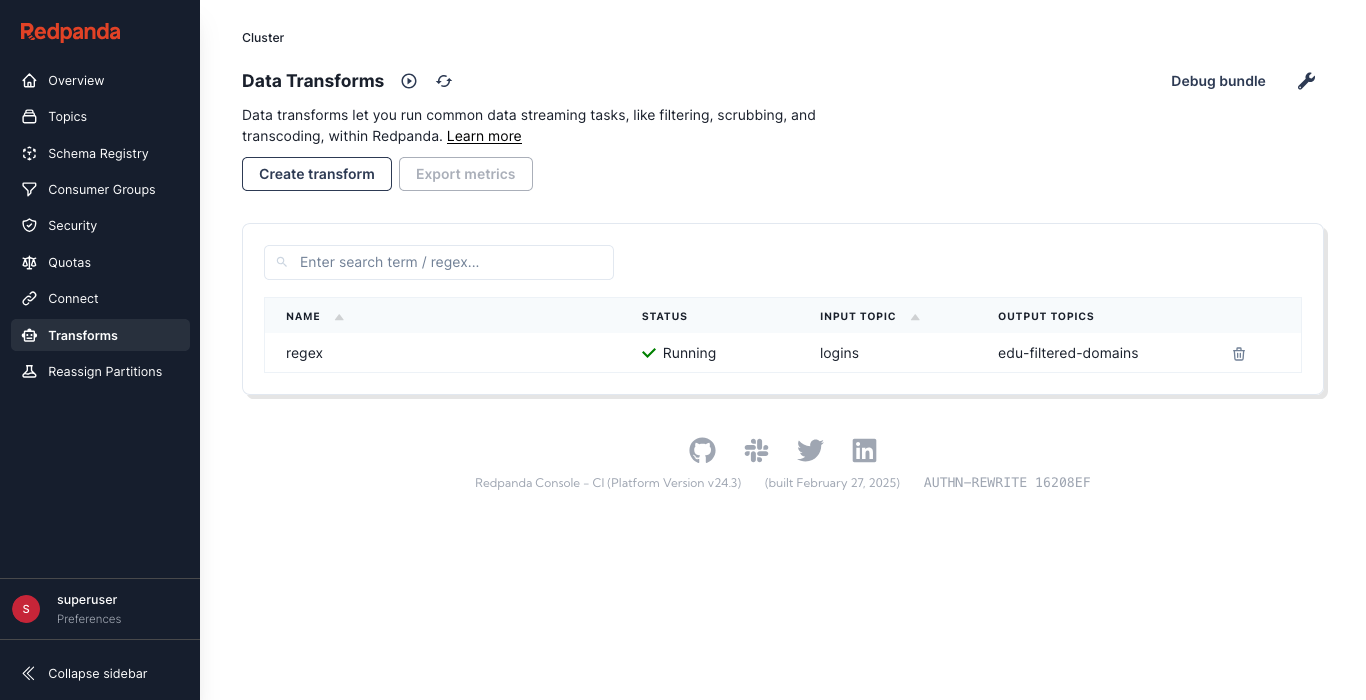 Redpanda
Overview
Topics
Schema Registry
Consumer Groups
Security
Quotas
Connect
Transforms
Reassign Partitions
S
superuser
Preferences
Collapse sidebar
Cluster
Data Transforms
Debug bundle
Data transforms let you run common data streaming tasks, like filtering, scrubbing, and
transcoding, within Redpanda. Learn more
Create transform
Export metrics
Enter search term / regex...
NAME STATUS INPUT TOPIC OUTPUT TOPICS
regex Running logins edu-filtered-domains
Redpanda Console - CI (Platform Version v24.3) (built February 27, 2025) AUTHN-REWRITE 16208EF